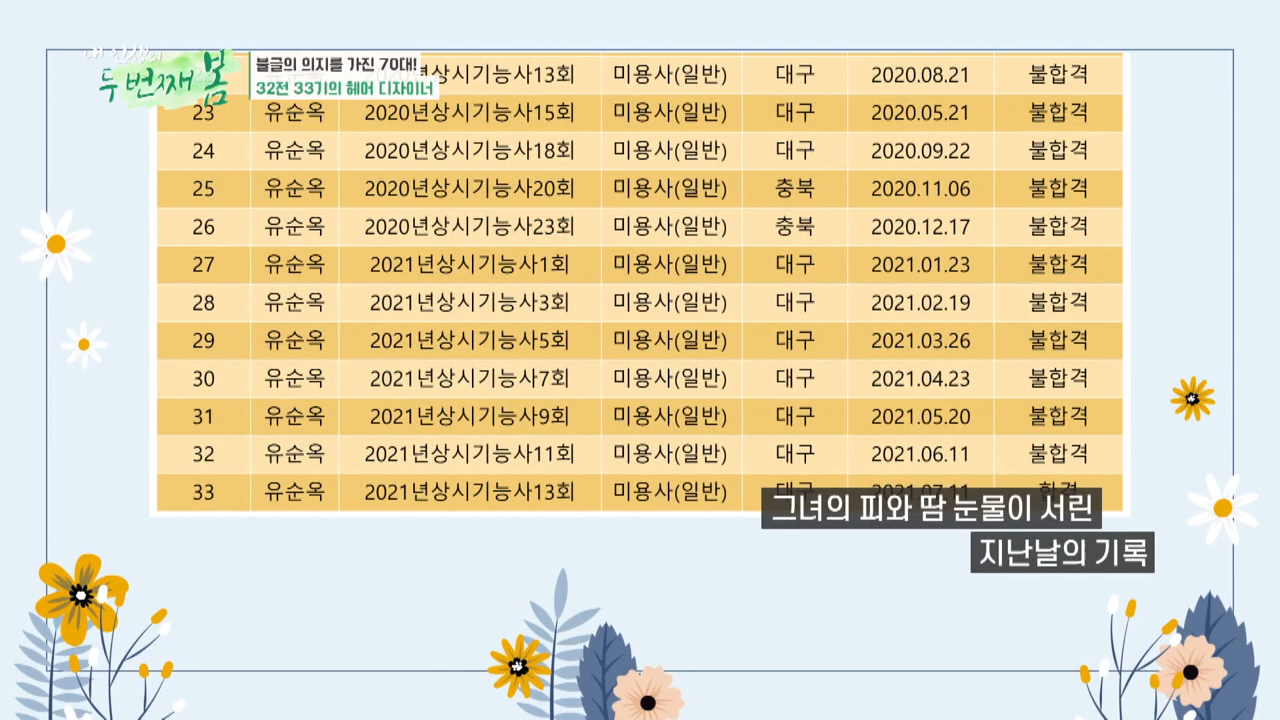 내 인생의
두 번째 봄
블글의 의지를 가진 70대!
32전 33기의 헤어 디자이너
상시기능사13회 미용사(일반) 대구 2020.08.21 불합격
23 유순옥 2020년상시기능사15회 미용사(일반) 대구 2020.05.21 불합격
24 유순옥 2020년상시기능사18회 미용사(일반) 대구 2020.09.22 불합격
25 유순옥 2020년상시기능사20회 미용사(일반) 충북 2020.11.06 불합격
26 유순옥 2020년상시기능사23회 미용사(일반) 충북 2020.12.17 불합격
27 유순옥 2021년상시기능사1회 미용사(일반) 대구 2021.01.23 불합격
28 유순옥 2021년상시기능사3회 미용사(일반) 대구 2021.02.19 불합격
29 유순옥 2021년상시기능사5회 미용사(일반) 대구 2021.03.26 불합격
30 유순옥 2021년상시기능사7회 미용사(일반) 대구 2021.04.23 불합격
31 유순옥 2021년상시기능사9회 미용사(일반) 대구 2021.05.20 불합격
32 유순옥 2021년상시기능사11회 미용사(일반) 대구 2021.06.11 불합격
33 유순옥 2021년상시기능사13회 미용사(일반) 대구 2021.07.11 합격
그녀의 피와 땀 눈물이 서린
지난날의 기록